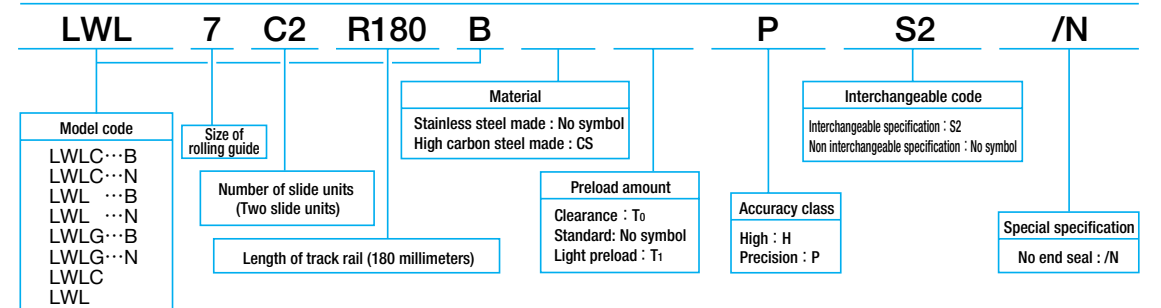 LWL 7 C2 R180 B P S2 /N
Model code
LWLC···B
LWLC···N
LWL ···B
LWL ···N
LWLG···B
LWLG···N
LWLC
LWL
Size of
rolling guide
Number of slide units
(Two slide units)
Length of track rail (180 millimeters)
Material
Stainless steel made : No symbol
High carbon steel made : CS
Preload amount
Clearance : T0
Standard: No symbol
Light preload : T1
Accuracy class
High : H
Precision : P
Interchangeable code
Interchangeable specification : S2
Non interchangeable specification : No symbol
Special specification
No end seal : /N